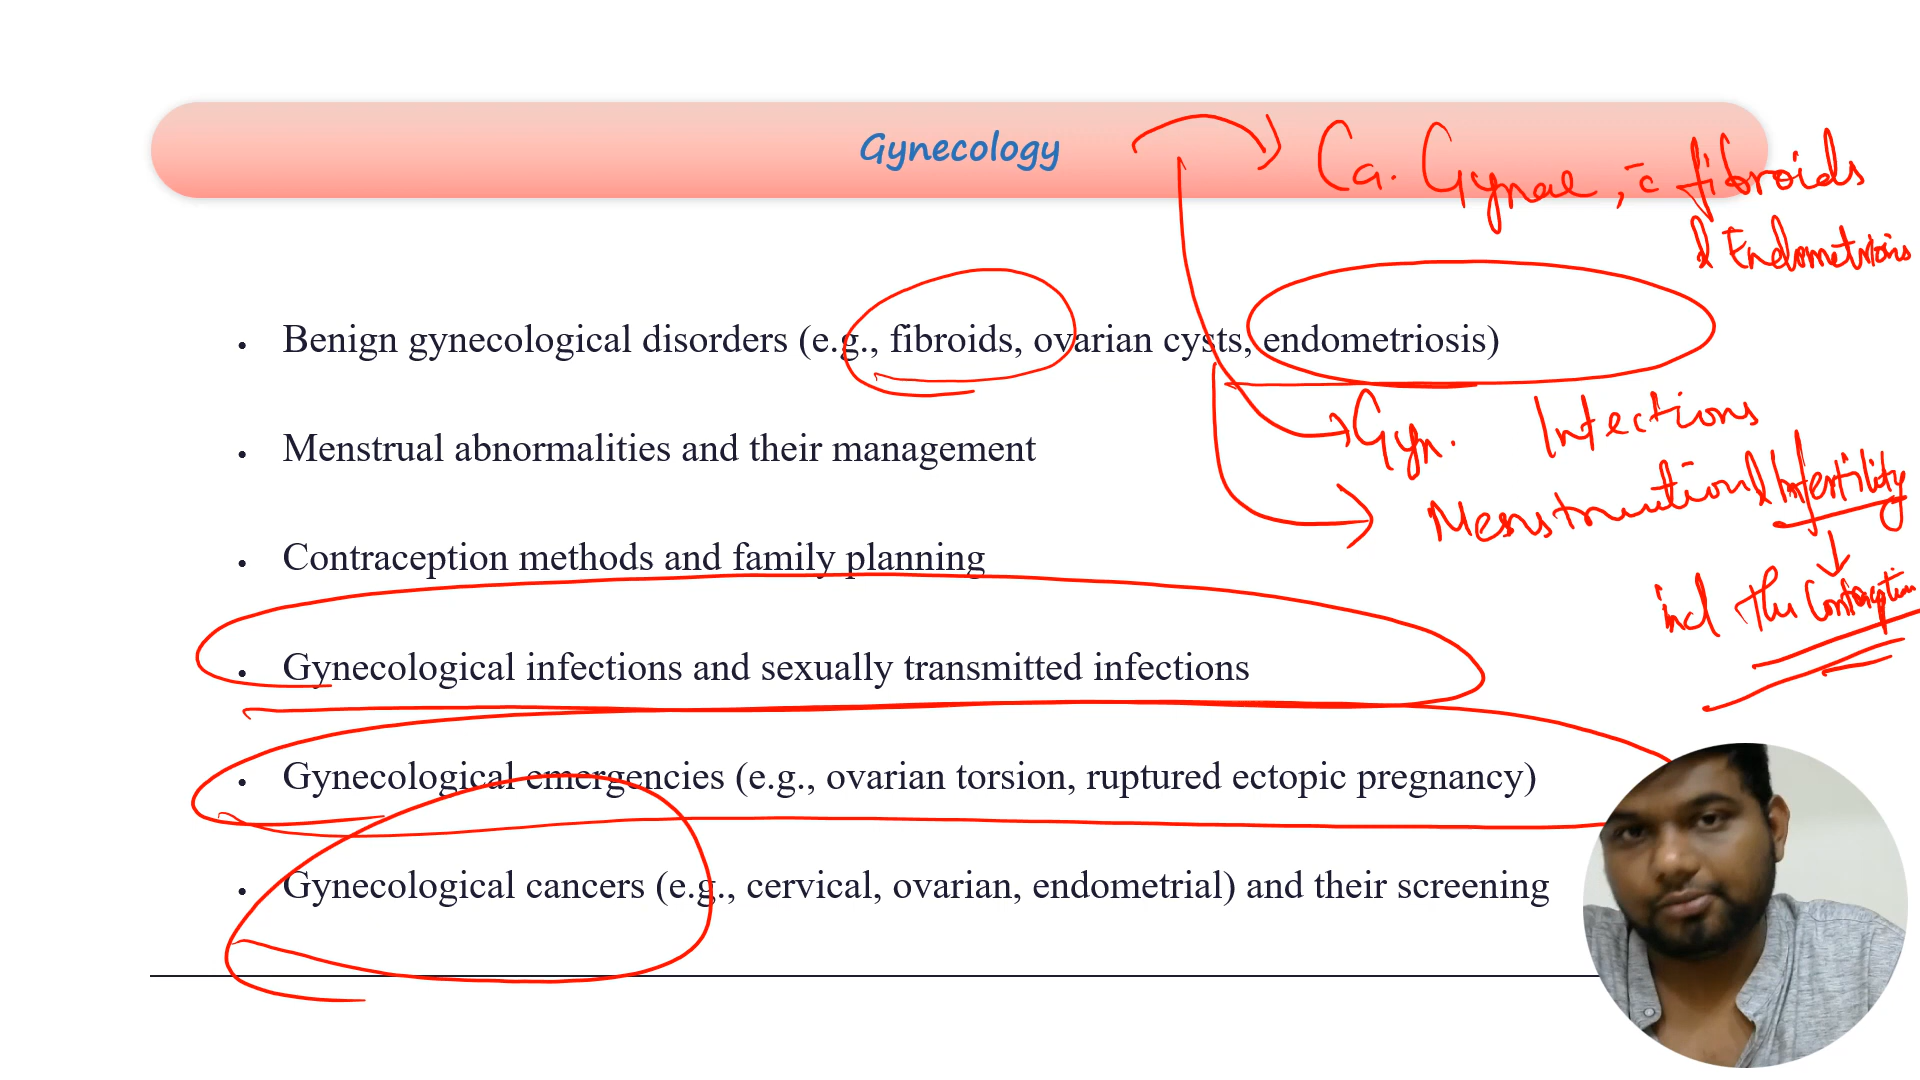 Gynecology
Ca. Gynae, c̄ fibroids
& Endometriosis
• Benign gynecological disorders (e.g., fibroids, ovarian cysts, endometriosis)
Gyn. Infections
• Menstrual abnormalities and their management
Menstruation & Infertility
• Contraception methods and family planning
incl the Contraception
• Gynecological infections and sexually transmitted infections
• Gynecological emergencies (e.g., ovarian torsion, ruptured ectopic pregnancy)
• Gynecological cancers (e.g., cervical, ovarian, endometrial) and their screening